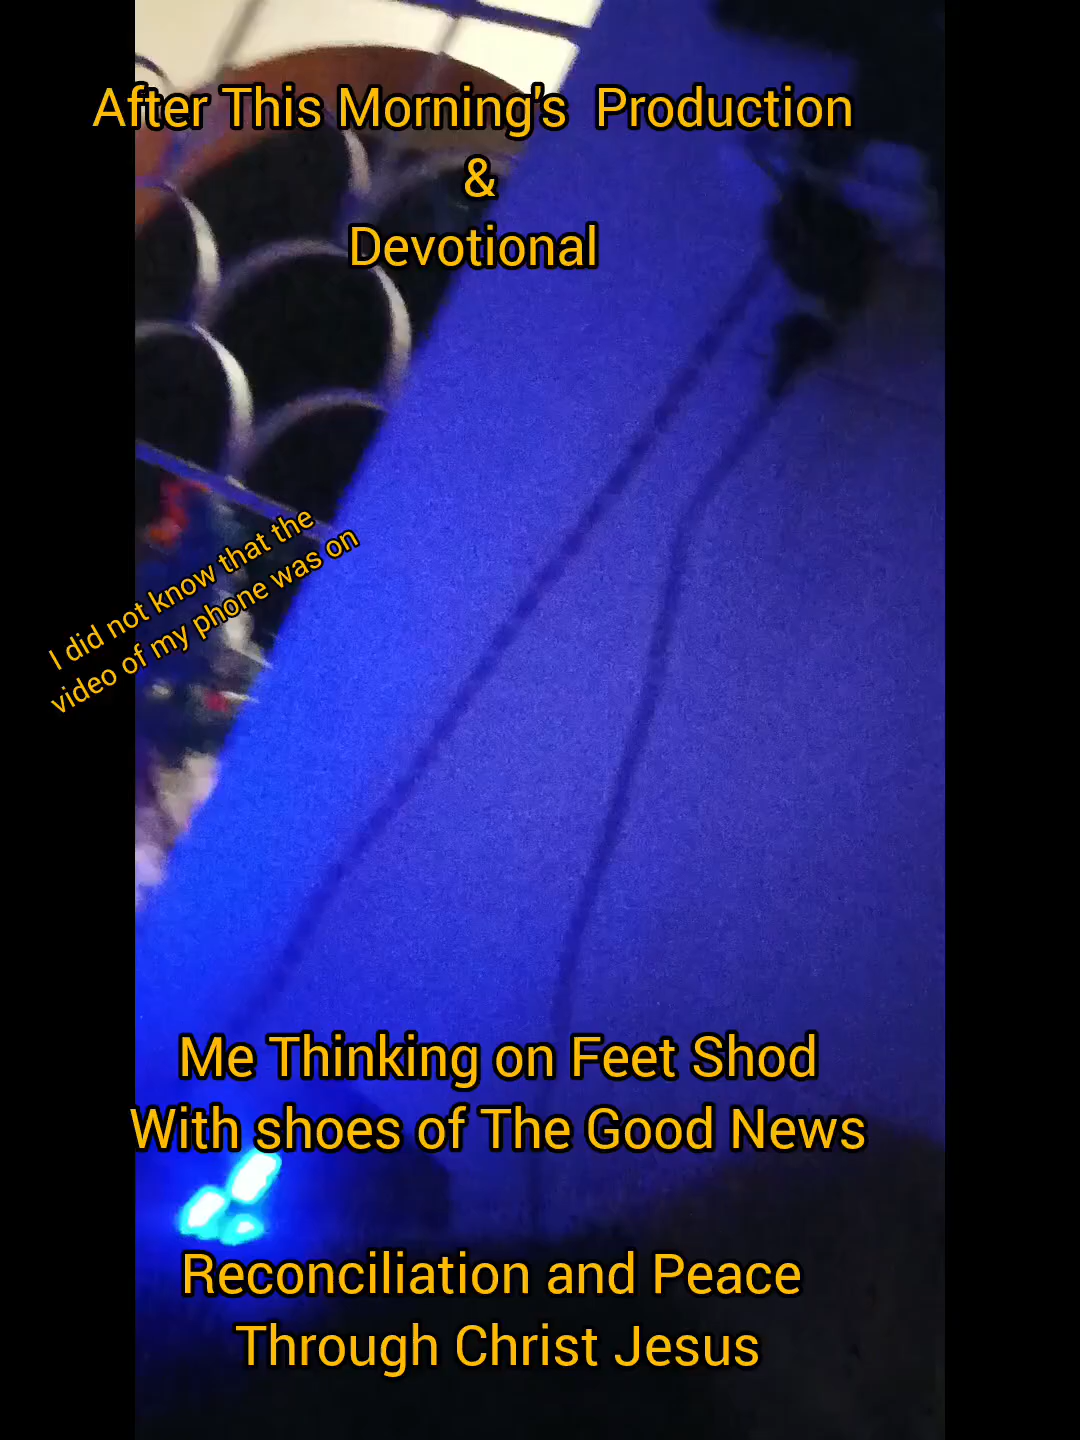 After This Morning's  Production
&
Devotional
I did not know that the
video of my phone was on
Me Thinking on Feet Shod
With shoes of The Good News
Reconciliation and Peace
Through Christ Jesus